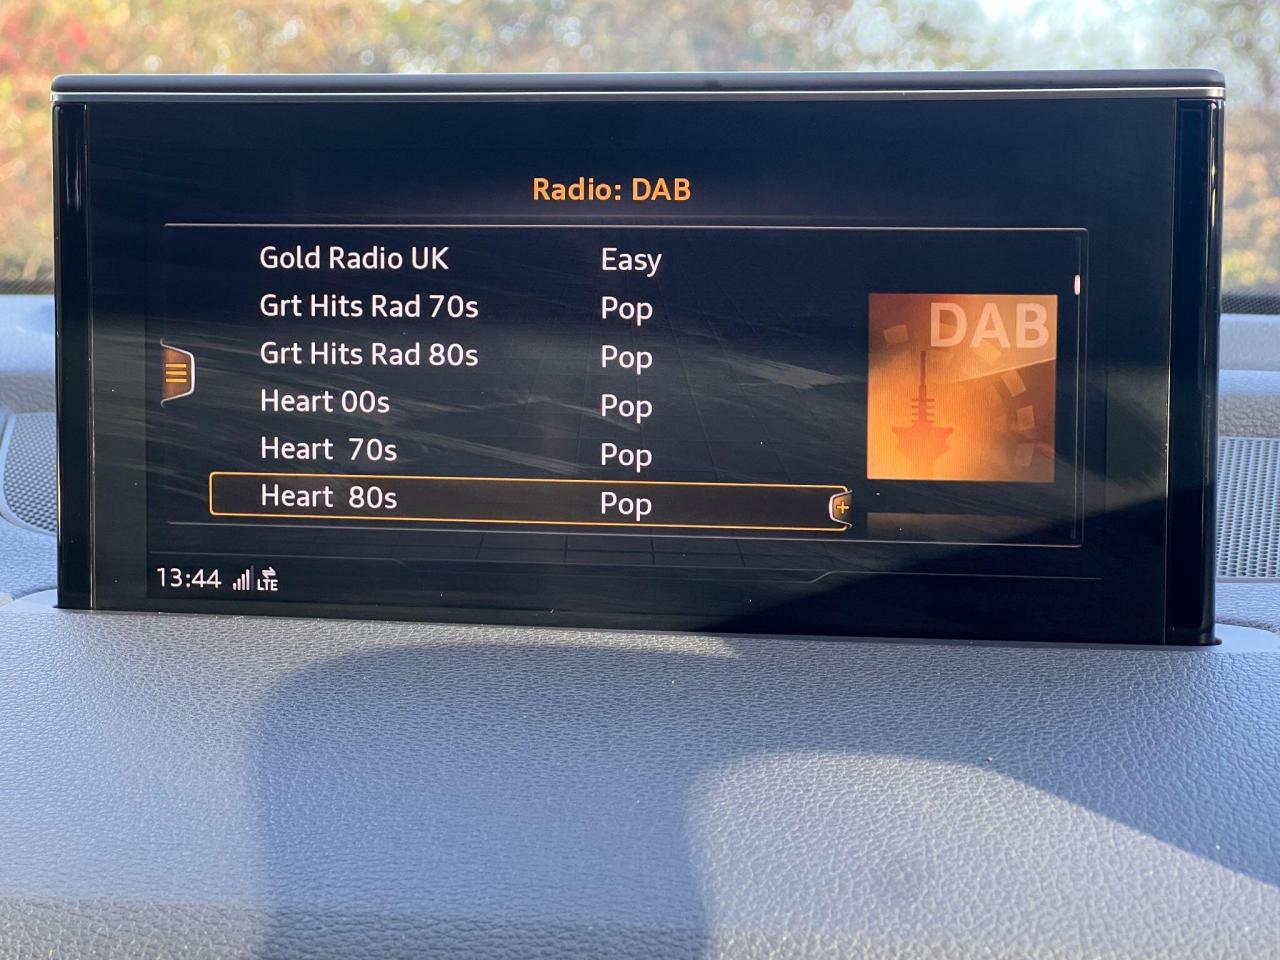 Radio: DAB
Gold Radio UK Easy
Grt Hits Rad 70s Pop
Grt Hits Rad 80s Pop
Heart 00s Pop
Heart 70s Pop
Heart 80s Pop
DAB
13:44 LTE